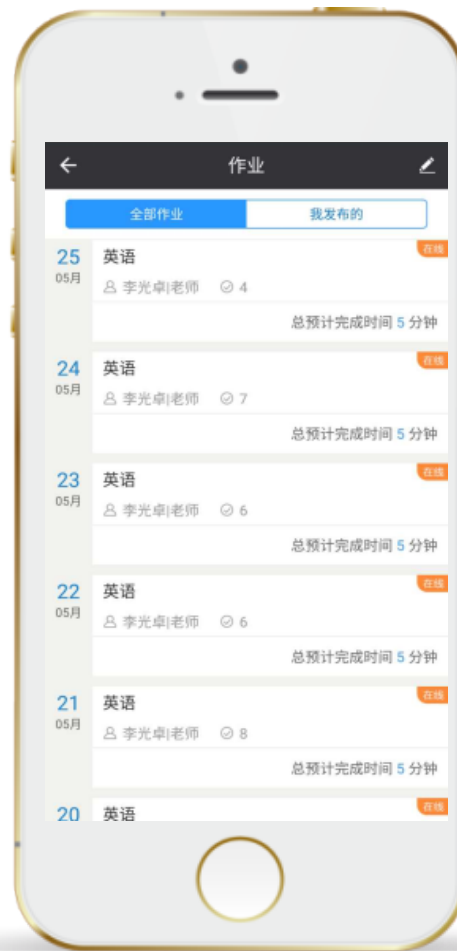 作业
全部作业 我发布的
25 英语 在线
05月 李光卓|老师 4
总预计完成时间 5 分钟
24 英语 在线
05月 李光卓|老师 7
总预计完成时间 5 分钟
23 英语 在线
05月 李光卓|老师 6
总预计完成时间 5 分钟
22 英语 在线
05月 李光卓|老师 6
总预计完成时间 5 分钟
21 英语 在线
05月 李光卓|老师 8
总预计完成时间 5 分钟
20 英语 在线